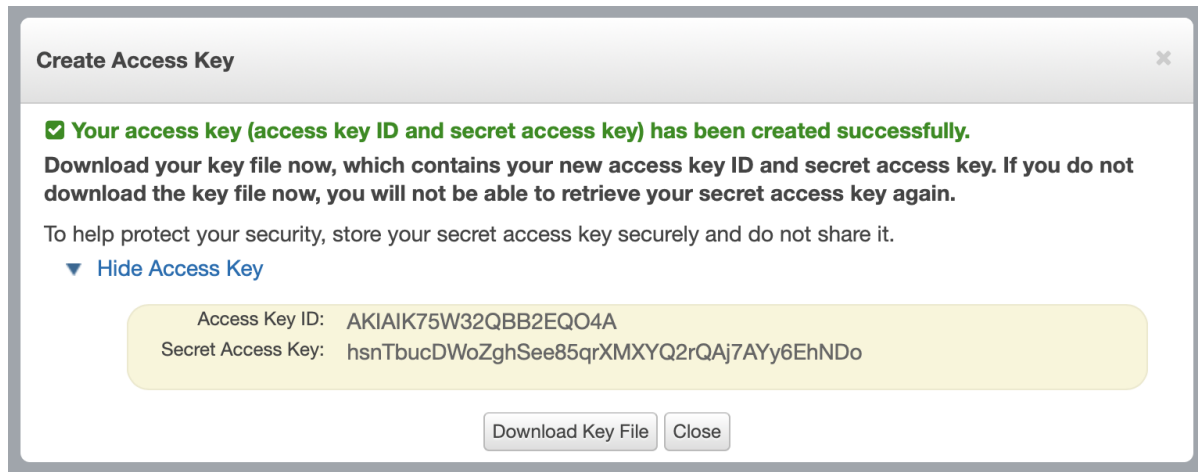 Create Access Key
Your access key (access key ID and secret access key) has been created successfully.
Download your key file now, which contains your new access key ID and secret access key. If you do not
download the key file now, you will not be able to retrieve your secret access key again.
To help protect your security, store your secret access key securely and do not share it.
Hide Access Key
Access Key ID: AKIAIK75W32QBB2EQO4A
Secret Access Key: hsnTbucDWoZghSee85qrXMXYQ2rQAj7AYy6EhNDo
Download Key File Close